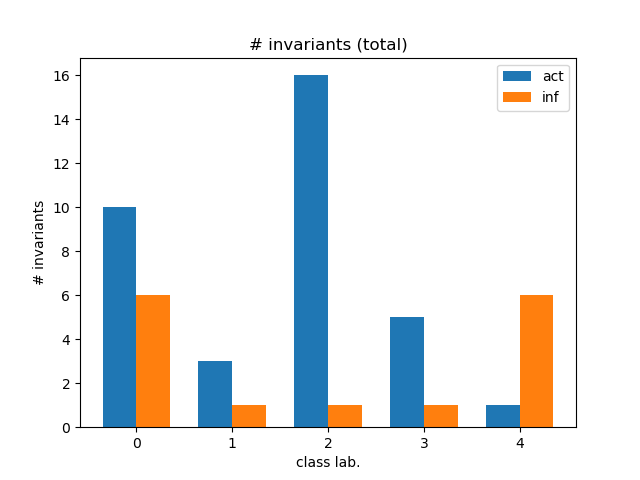 # invariants (total)
act
inf
# invariants
16
14
12
10
8
6
4
2
0
0 1 2 3 4
class lab.